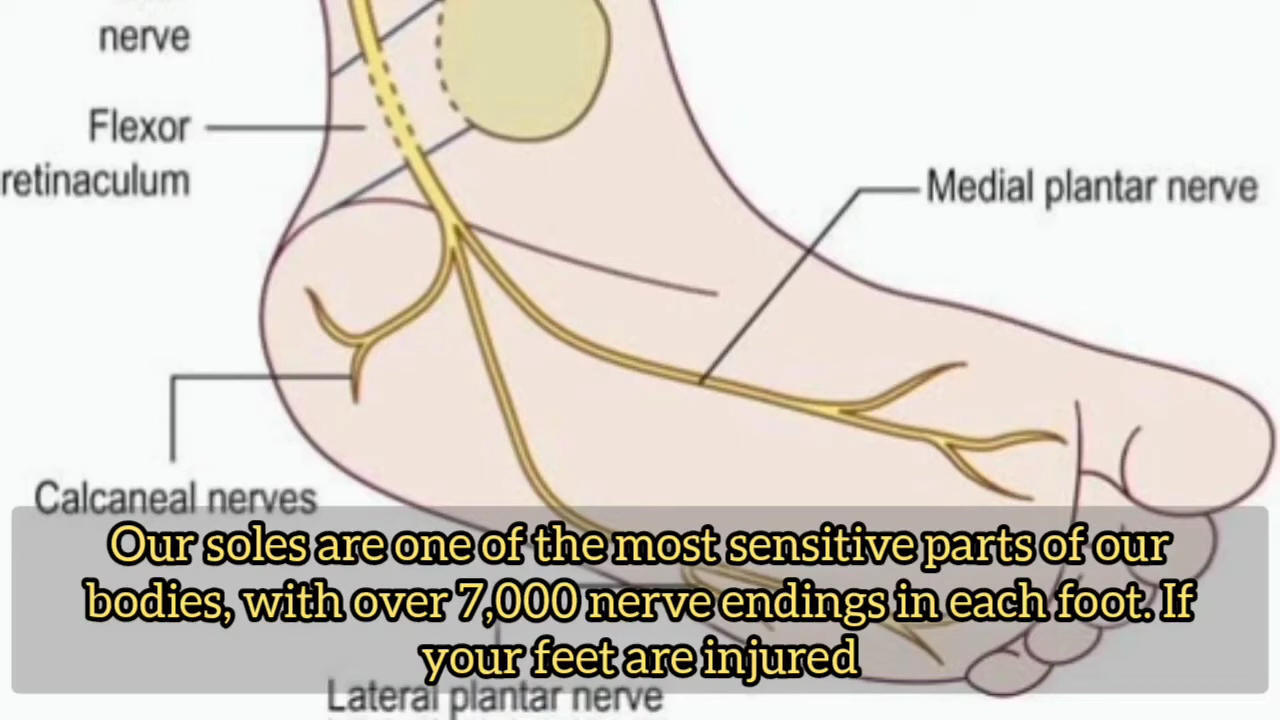 nerve
Flexor
retinaculum
Medial plantar nerve
Calcaneal nerves
Our soles are one of the most sensitive parts of our
bodies, with over 7,000 nerve endings in each foot. If
your feet are injured
Lateral plantar nerve